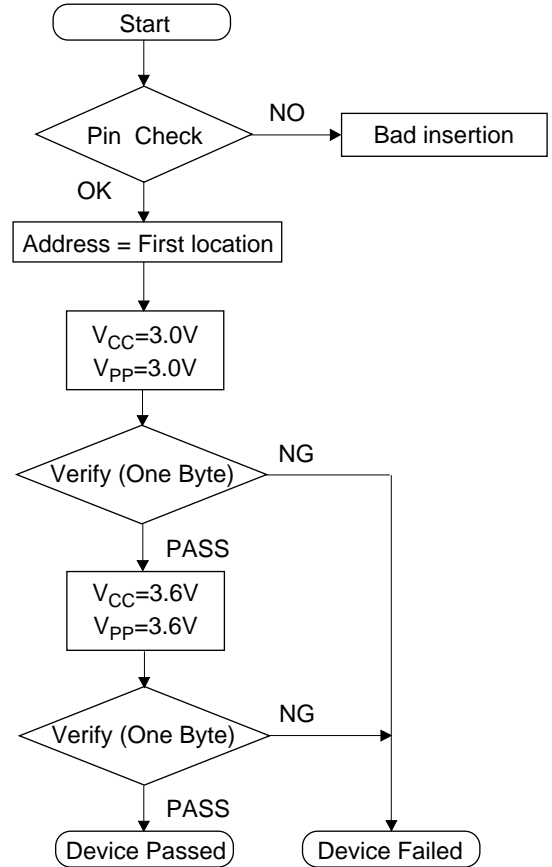 Start
Pin Check
NO
Bad insertion
OK
Address = First location
VCC=3.0V
VPP=3.0V
Verify (One Byte)
NG
PASS
VCC=3.6V
VPP=3.6V
Verify (One Byte)
NG
PASS
Device Passed
Device Failed